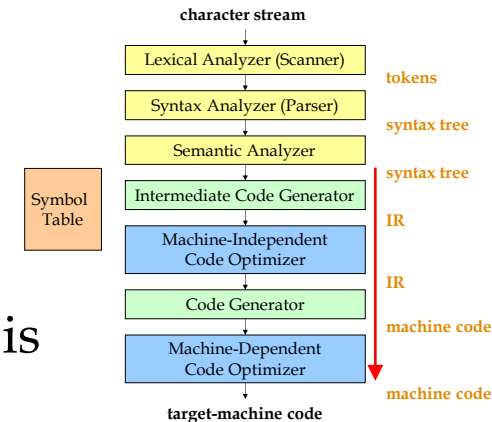 character stream
Lexical Analyzer (Scanner)
tokens
Syntax Analyzer (Parser)
syntax tree
Semantic Analyzer
syntax tree
Symbol
Table
Intermediate Code Generator
IR
Machine-Independent
Code Optimizer
IR
Code Generator
machine code
is
Machine-Dependent
Code Optimizer
machine code
target-machine code